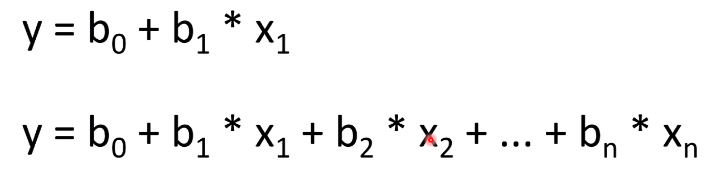 y = b₀ + b₁ * x₁
y = b₀ + b₁ * x₁ + b₂ * x₂ + ... + bₙ * xₙ